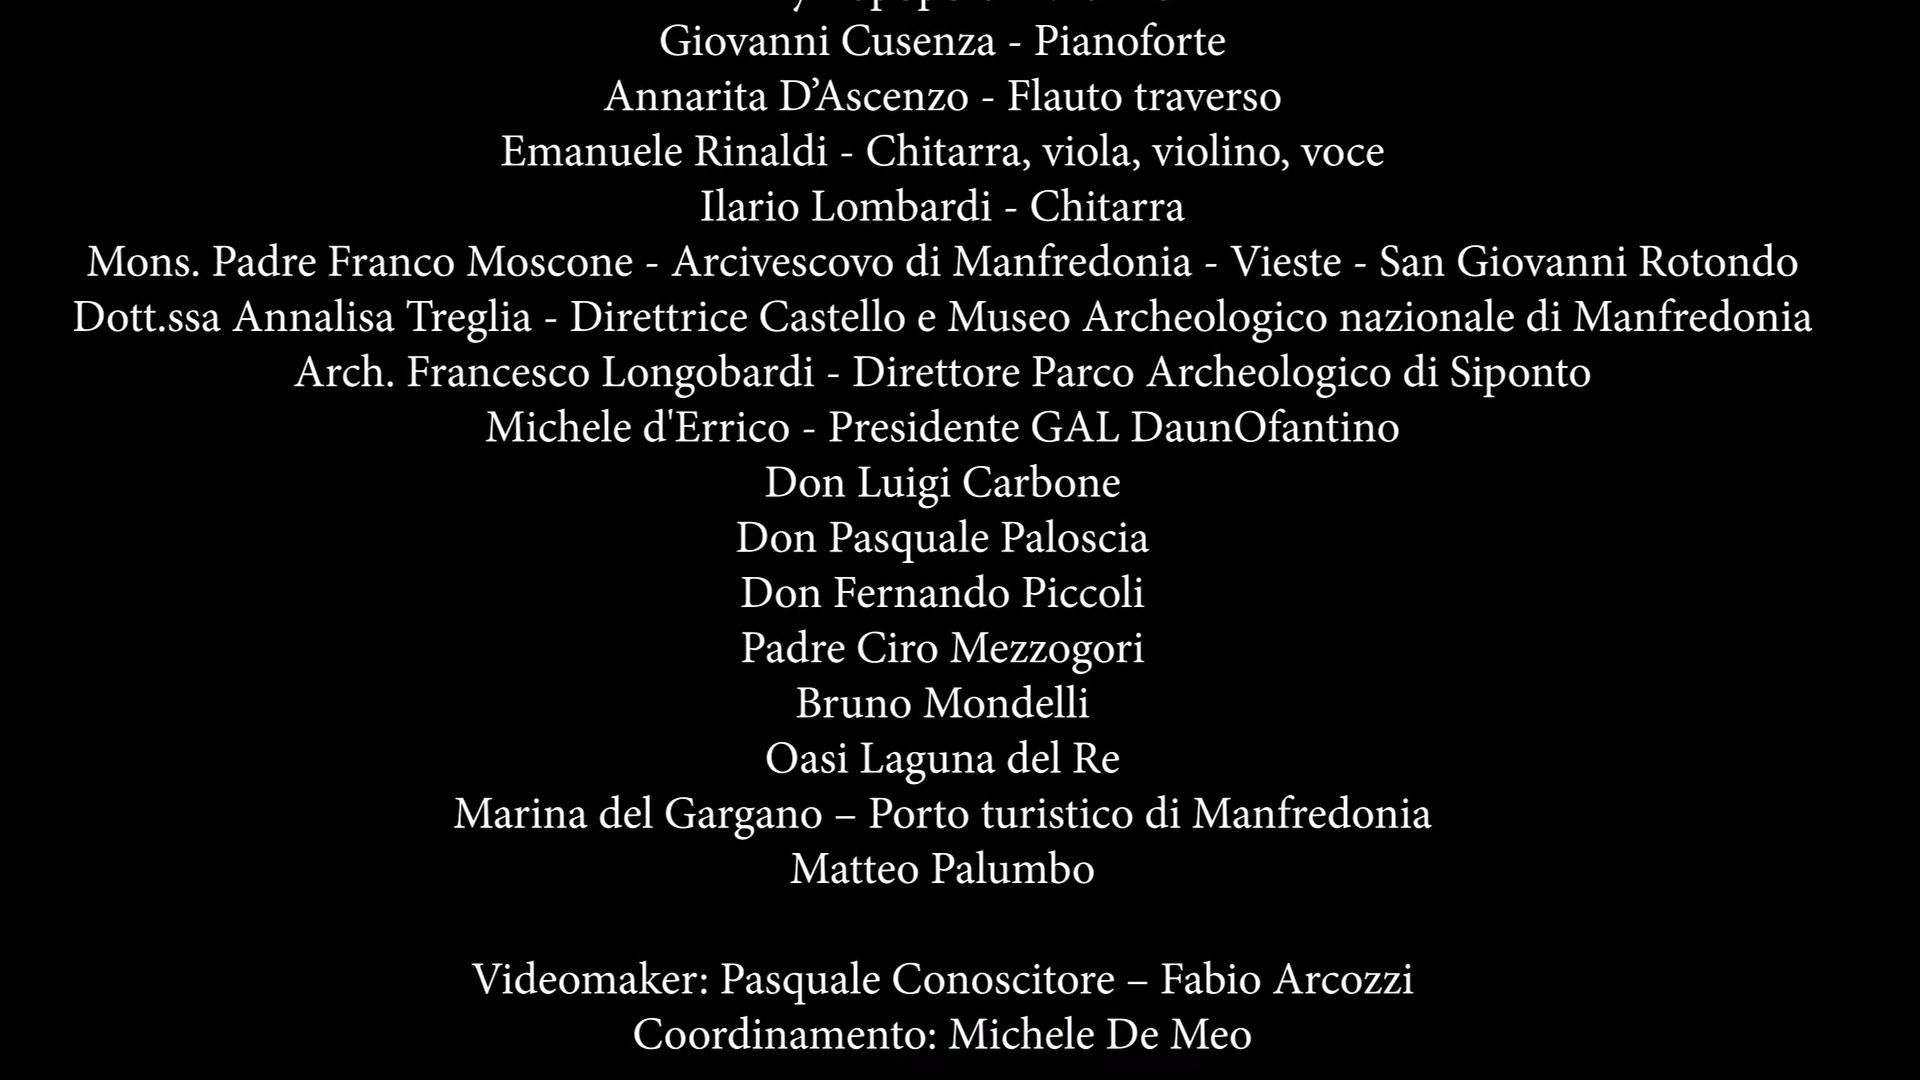 Giovanni Cusenza - Pianoforte
Annarita D’Ascenzo - Flauto traverso
Emanuele Rinaldi - Chitarra, viola, violino, voce
Ilario Lombardi - Chitarra
Mons. Padre Franco Moscone - Arcivescovo di Manfredonia - Vieste - San Giovanni Rotondo
Dott.ssa Annalisa Treglia - Direttrice Castello e Museo Archeologico nazionale di Manfredonia
Arch. Francesco Longobardi - Direttore Parco Archeologico di Siponto
Michele d'Errico - Presidente GAL DaunOfantino
Don Luigi Carbone
Don Pasquale Paloscia
Don Fernando Piccoli
Padre Ciro Mezzogori
Bruno Mondelli
Oasi Laguna del Re
Marina del Gargano – Porto turistico di Manfredonia
Matteo Palumbo
Videomaker: Pasquale Conoscitore – Fabio Arcozzi
Coordinamento: Michele De Meo